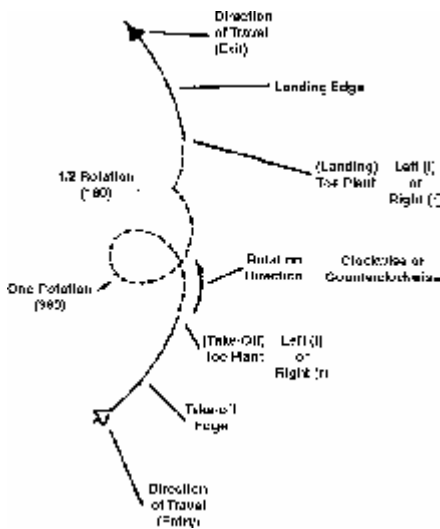 Direction
of Travel
(Exit)
Landing Edge
(Landing) Left (l)
Toe Plant or
Right (r)
1/2 Rotation
(180)
Rotation Clockwise or
Direction Counterclockwise
One Rotation
(360)
(Take-Off) Left (l)
Toe Plant or
Right (r)
Take-off
Edge
Direction
of Travel
(Entry)